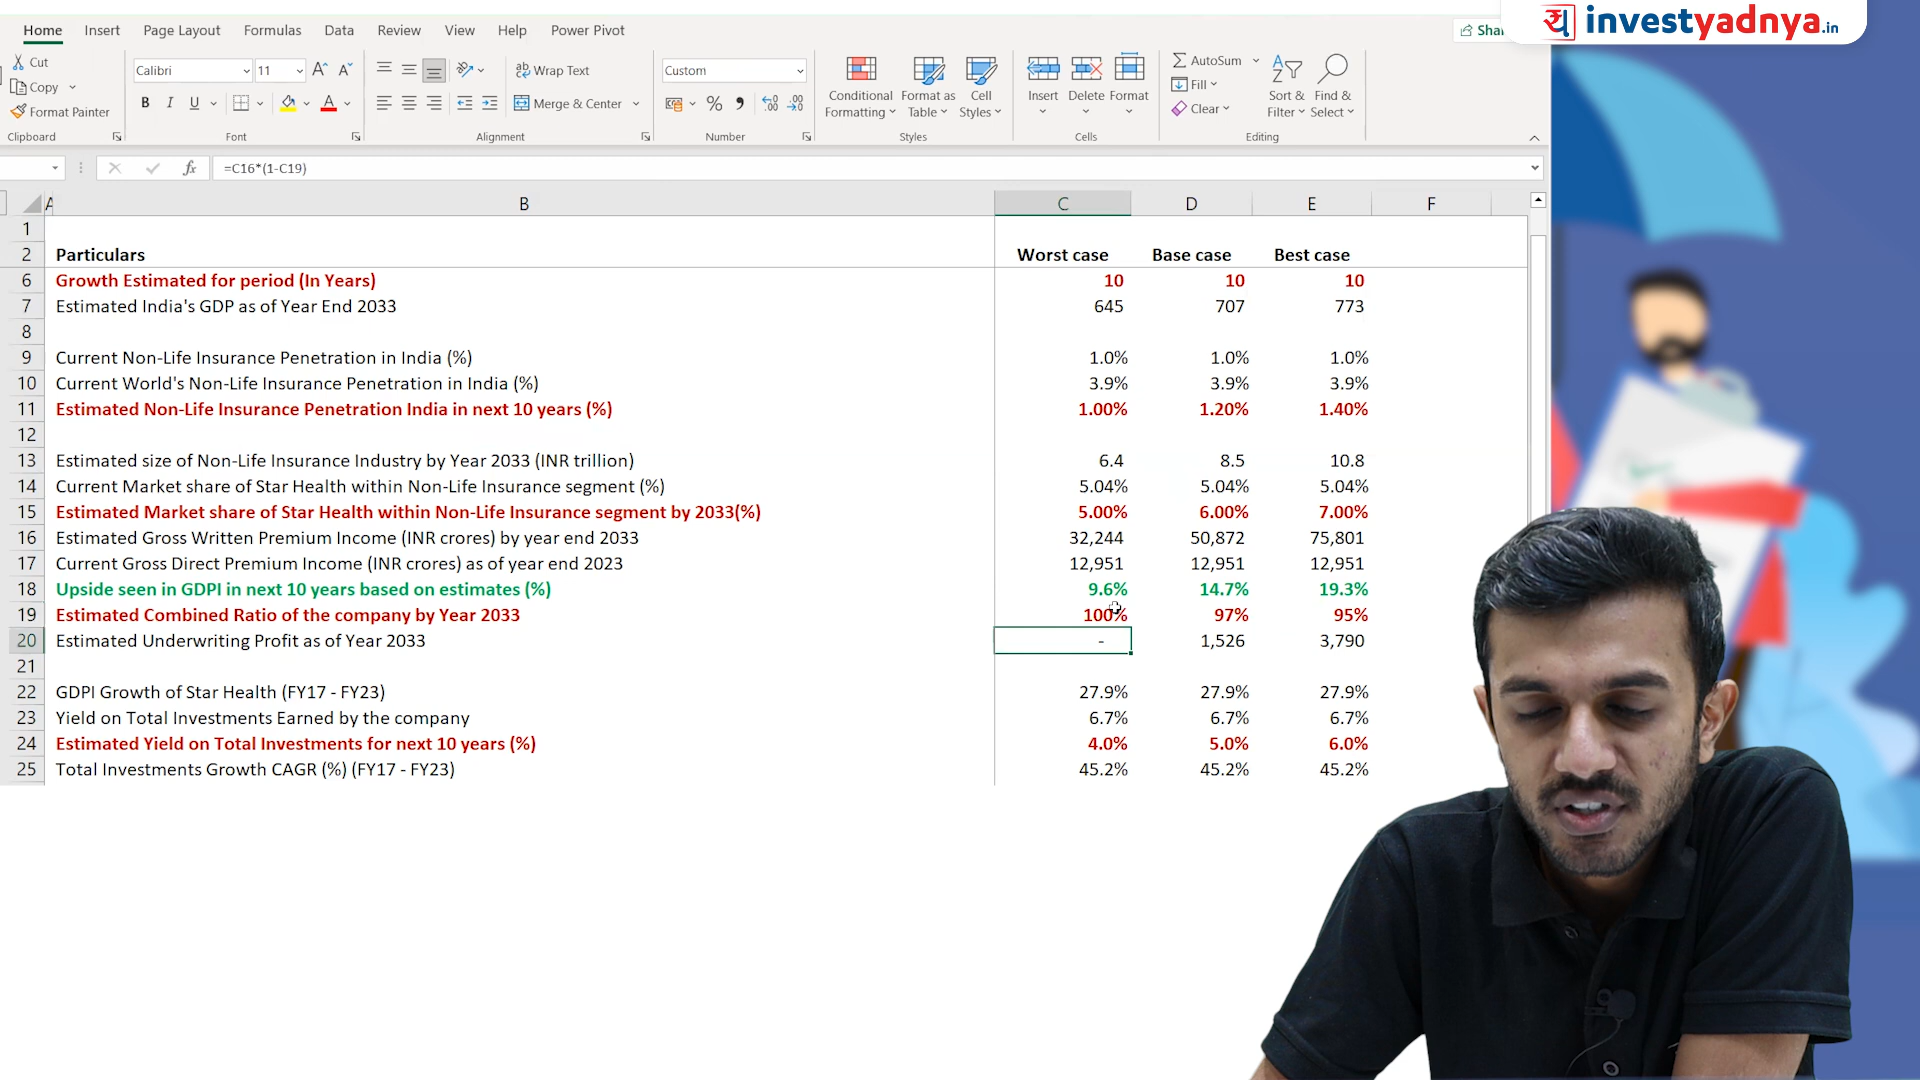 Home Insert Page Layout Formulas Data Review View Help Power Pivot
यू investyadnya.in
Cut
Copy
Format Painter
Calibri 11 A A
B I U A
ab Wrap Text
Merge & Center
Custom
% ,
Conditional Formatting
Format as Table
Cell Styles
Insert Delete Format
AutoSum
Fill
Clear
Sort & Filter
Find & Select
Clipboard Font Alignment Number Styles Cells Editing
fx =C16*(1-C19)
A B C D E F
1
2 Particulars Worst case Base case Best case
6 Growth Estimated for period (In Years) 10 10 10
7 Estimated India's GDP as of Year End 2033 645 707 773
8
9 Current Non-Life Insurance Penetration in India (%) 1.0% 1.0% 1.0%
10 Current World's Non-Life Insurance Penetration in India (%) 3.9% 3.9% 3.9%
11 Estimated Non-Life Insurance Penetration India in next 10 years (%) 1.00% 1.20% 1.40%
12
13 Estimated size of Non-Life Insurance Industry by Year 2033 (INR trillion) 6.4 8.5 10.8
14 Current Market share of Star Health within Non-Life Insurance segment (%) 5.04% 5.04% 5.04%
15 Estimated Market share of Star Health within Non-Life Insurance segment by 2033(%) 5.00% 6.00% 7.00%
16 Estimated Gross Written Premium Income (INR crores) by year end 2033 32,244 50,872 75,801
17 Current Gross Direct Premium Income (INR crores) as of year end 2023 12,951 12,951 12,951
18 Upside seen in GDPI in next 10 years based on estimates (%) 9.6% 14.7% 19.3%
19 Estimated Combined Ratio of the company by Year 2033 100% 97% 95%
20 Estimated Underwriting Profit as of Year 2033 - 1,526 3,790
21
22 GDPI Growth of Star Health (FY17 - FY23) 27.9% 27.9% 27.9%
23 Yield on Total Investments Earned by the company 6.7% 6.7% 6.7%
24 Estimated Yield on Total Investments for next 10 years (%) 4.0% 5.0% 6.0%
25 Total Investments Growth CAGR (%) (FY17 - FY23) 45.2% 45.2% 45.2%